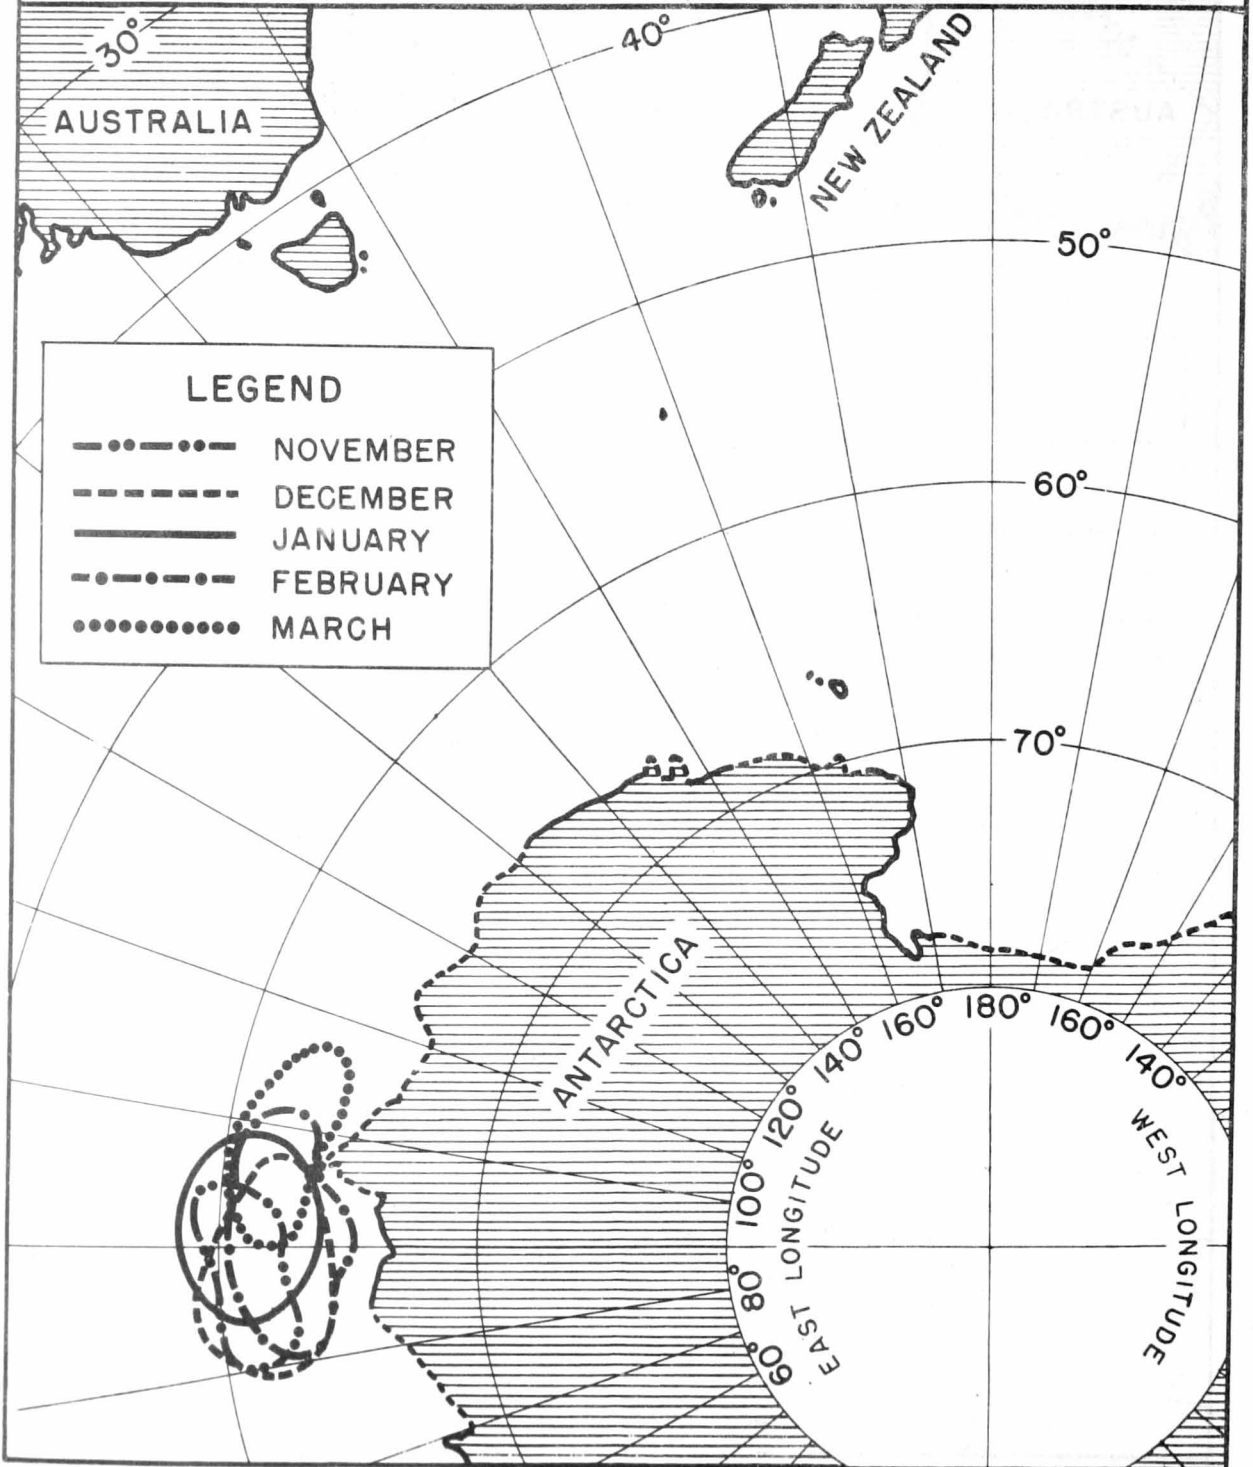 30°
40°
AUSTRALIA
NEW ZEALAND
50°
LEGEND
NOVEMBER
DECEMBER
JANUARY
FEBRUARY
MARCH
60°
70°
ANTARCTICA
60°
80°
100°
120°
140°
160°
180°
160°
140°
EAST LONGITUDE
WEST LONGITUDE